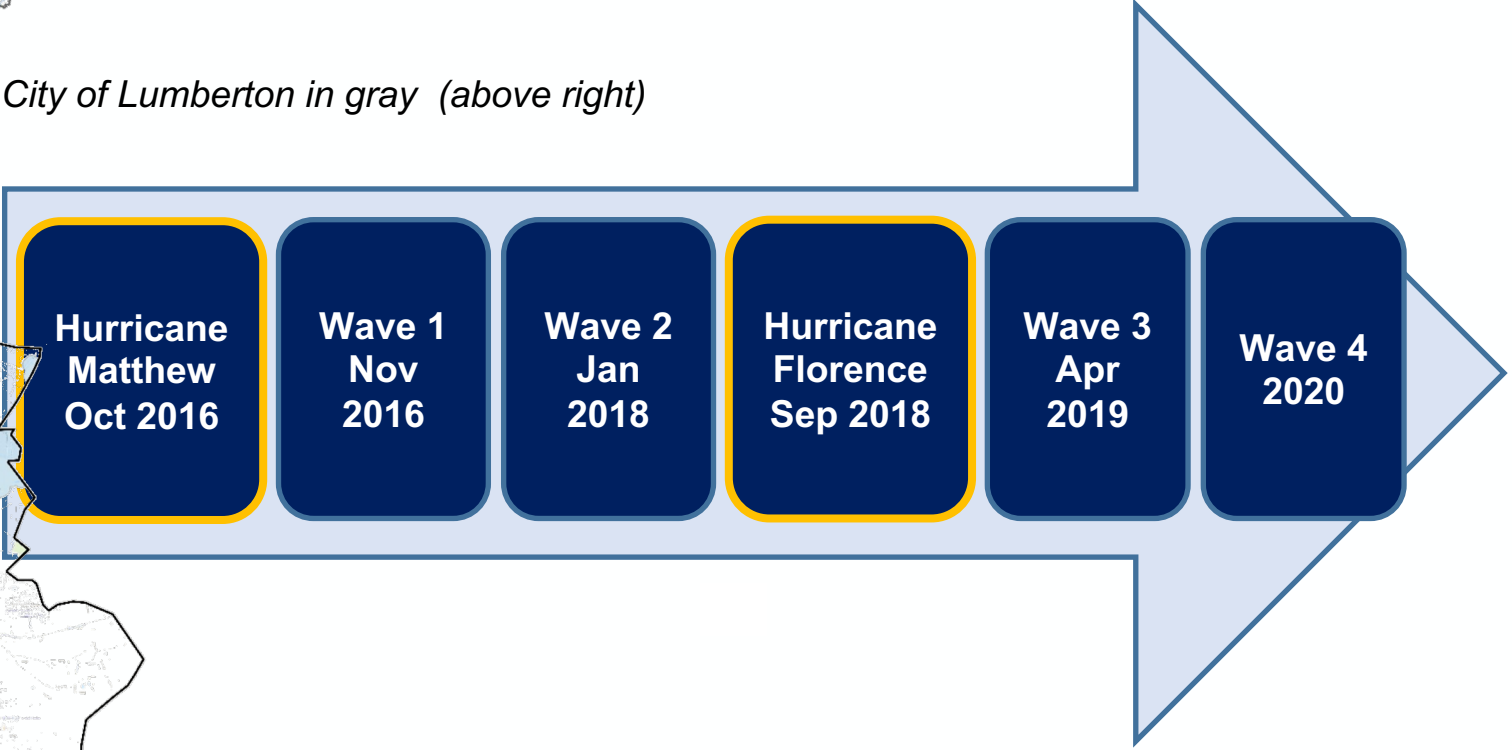 City of Lumberton in gray (above right)
Hurricane
Matthew
Oct 2016
Wave 1
Nov
2016
Wave 2
Jan
2018
Hurricane
Florence
Sep 2018
Wave 3
Apr
2019
Wave 4
2020